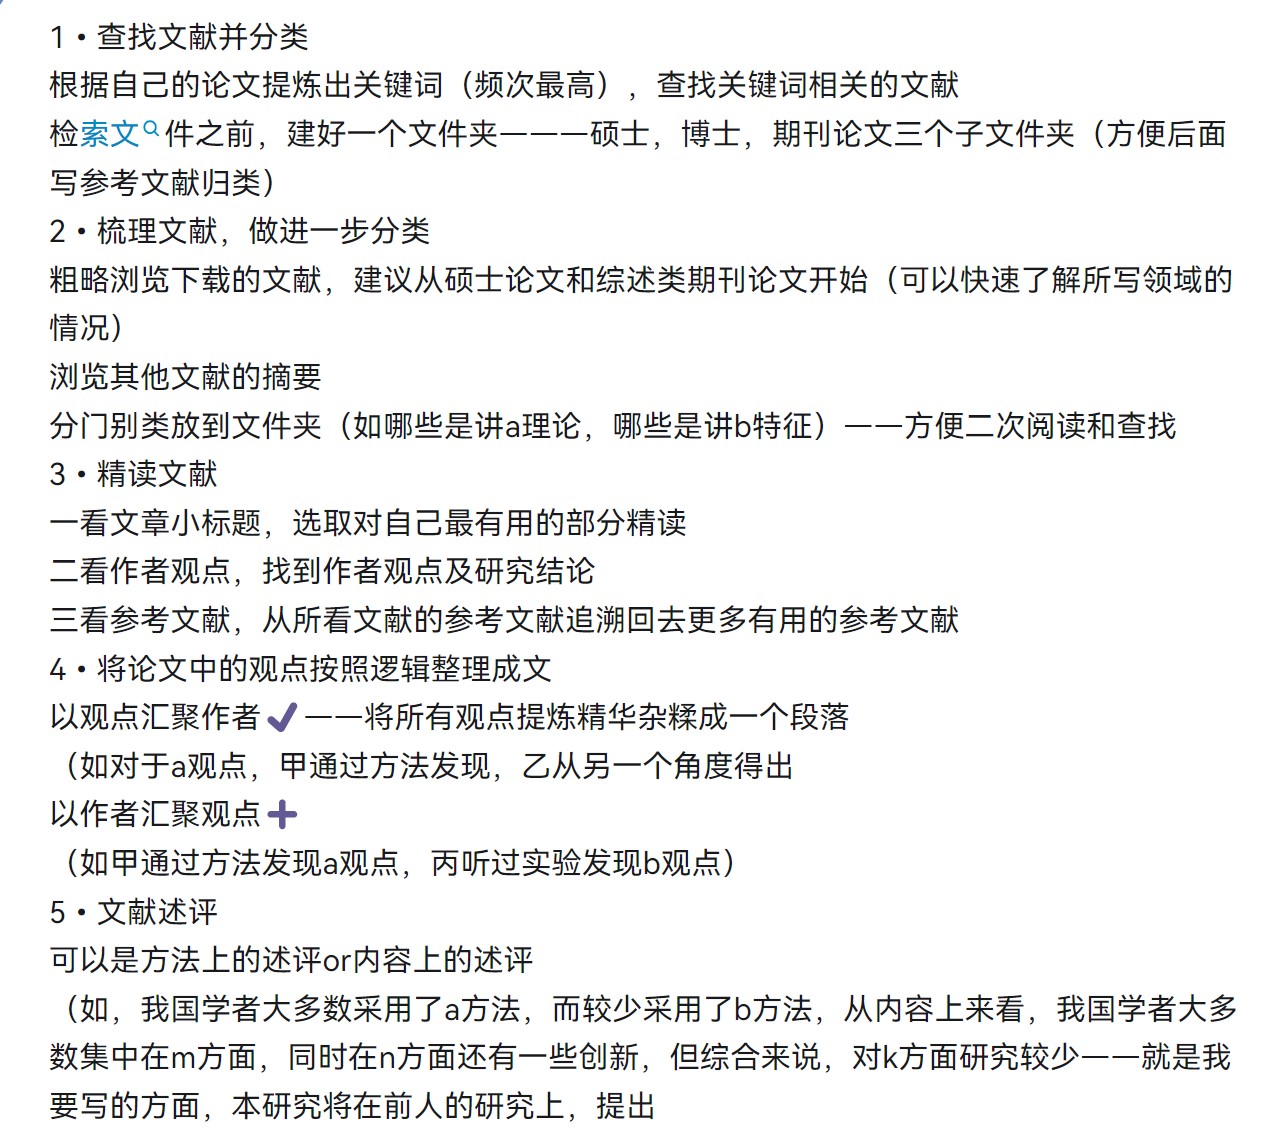 1•查找文献并分类
根据自己的论文提炼出关键词（频次最高），查找关键词相关的文献
检索文件之前，建好一个文件夹———硕士，博士，期刊论文三个子文件夹（方便后面
写参考文献归类）
2•梳理文献，做进一步分类
粗略浏览下载的文献，建议从硕士论文和综述类期刊论文开始（可以快速了解所写领域的
情况）
浏览其他文献的摘要
分门别类放到文件夹（如哪些是讲a理论，哪些是讲b特征）——方便二次阅读和查找
3•精读文献
一看文章小标题，选取对自己最有用的部分精读
二看作者观点，找到作者观点及研究结论
三看参考文献，从所看文献的参考文献追溯回去更多有用的参考文献
4•将论文中的观点按照逻辑整理成文
以观点汇聚作者✔——将所有观点提炼精华杂糅成一个段落
（如对于a观点，甲通过方法发现，乙从另一个角度得出
以作者汇聚观点➕
（如甲通过方法发现a观点，丙听过实验发现b观点）
5•文献述评
可以是方法上的述评or内容上的述评
（如，我国学者大多数采用了a方法，而较少采用了b方法，从内容上来看，我国学者大多
数集中在m方面，同时在n方面还有一些创新，但综合来说，对k方面研究较少——就是我
要写的方面，本研究将在前人的研究上，提出